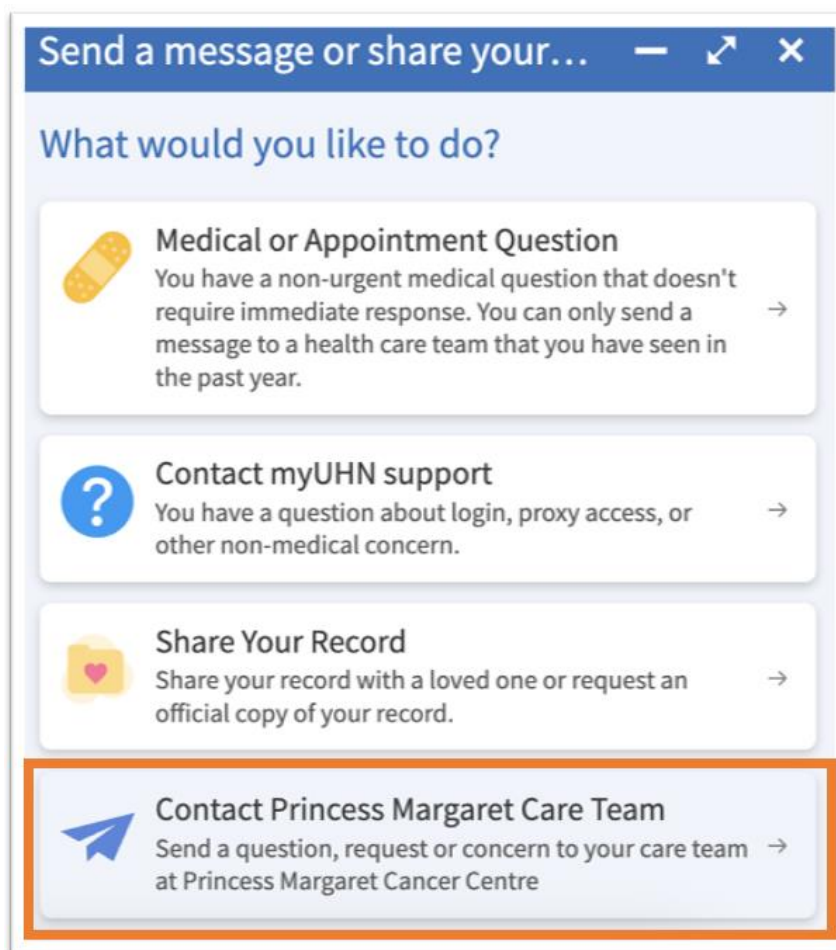 Send a message or share your...
What would you like to do?
Medical or Appointment Question
You have a non-urgent medical question that doesn't
require immediate response. You can only send a
message to a health care team that you have seen in
the past year.
Contact myUHN support
You have a question about login, proxy access, or
other non-medical concern.
Share Your Record
Share your record with a loved one or request an
official copy of your record.
Contact Princess Margaret Care Team
Send a question, request or concern to your care team
at Princess Margaret Cancer Centre